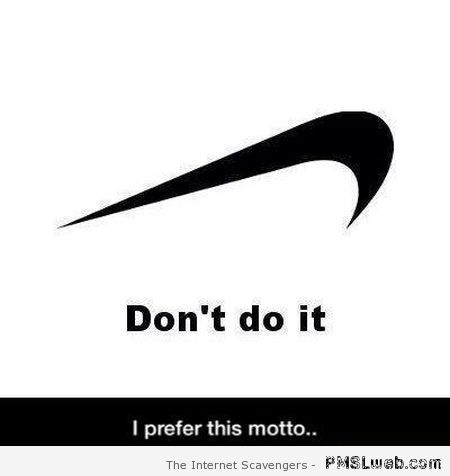 Don't do it
I prefer this motto..
The Internet Scavengers - PMSLweb.com